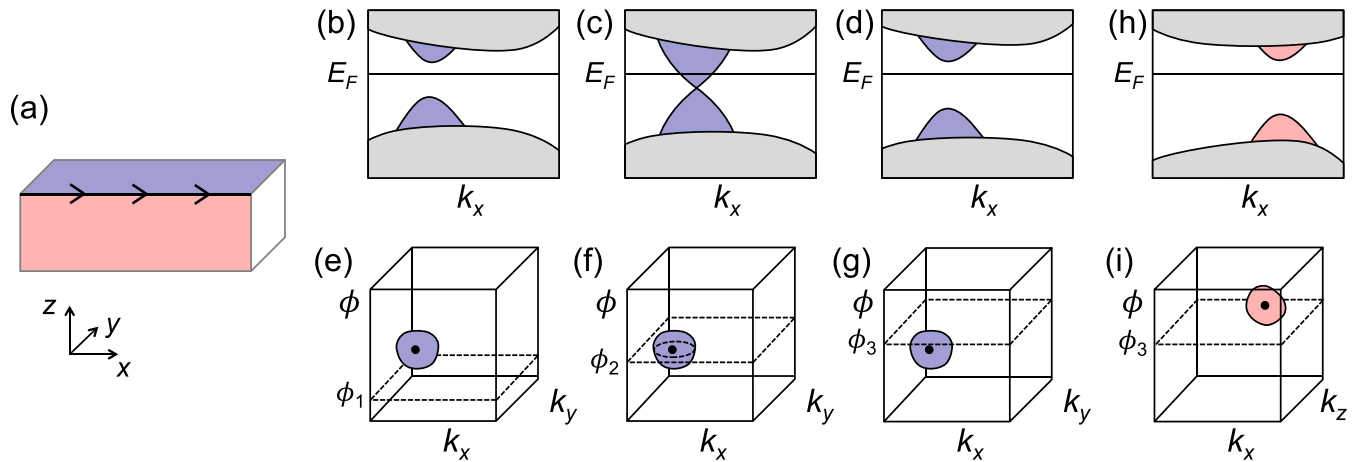 (a)
z
y
x
(b)
E_F
k_x
(c)
E_F
k_x
(d)
E_F
k_x
(h)
E_F
k_x
(e)
ϕ
ϕ_1
k_x
k_y
(f)
ϕ
ϕ_2
k_x
k_y
(g)
ϕ
ϕ_3
k_x
k_y
(i)
ϕ
ϕ_3
k_x
k_z